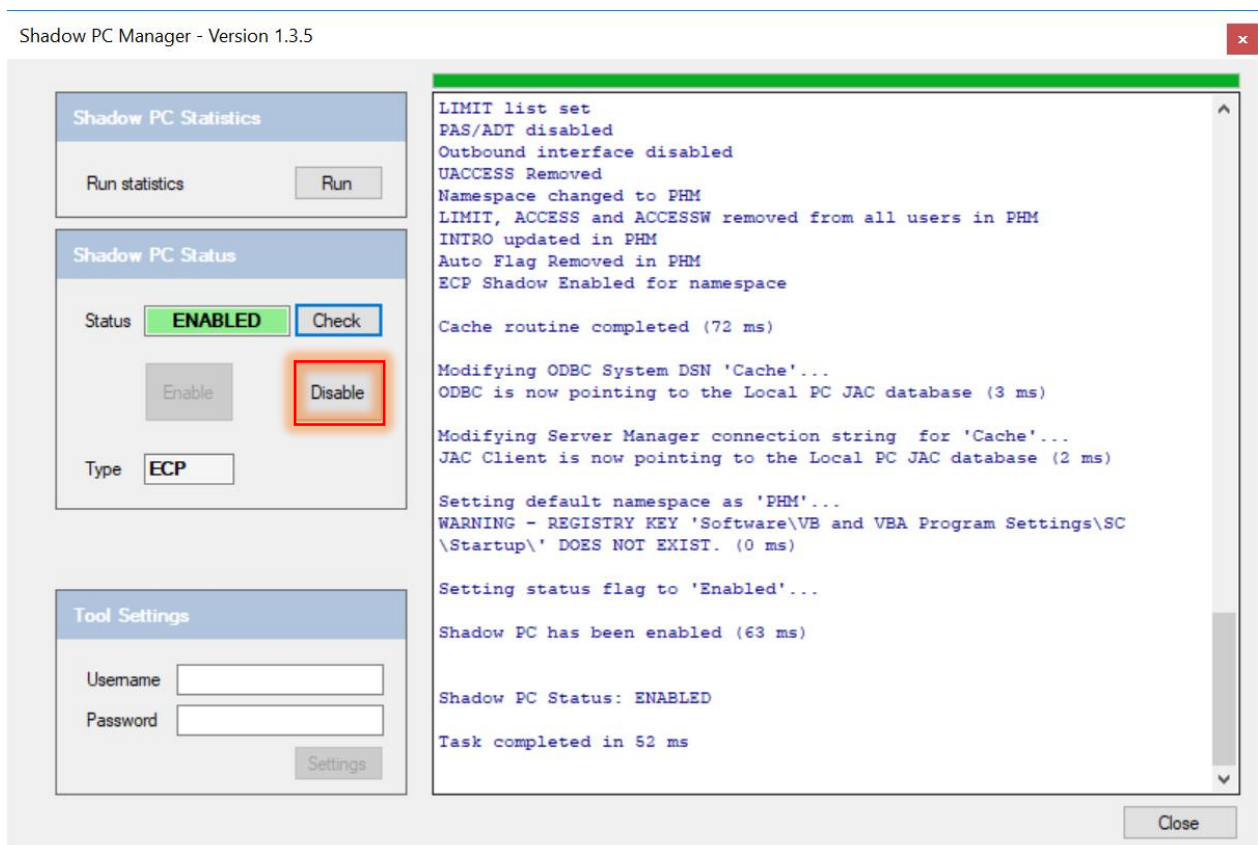 Shadow PC Manager - Version 1.3.5
x
Shadow PC Statistics
Run statistics
Run
Shadow PC Status
Status
ENABLED
Check
Enable
Disable
Type
ECP
Tool Settings
Username
Password
Settings
LIMIT list set
PAS/ADT disabled
Outbound interface disabled
UACCESS Removed
Namespace changed to PHM
LIMIT, ACCESS and ACCESSW removed from all users in PHM
INTRO updated in PHM
Auto Flag Removed in PHM
ECP Shadow Enabled for namespace
Cache routine completed (72 ms)
Modifying ODBC System DSN 'Cache'...
ODBC is now pointing to the Local PC JAC database (3 ms)
Modifying Server Manager connection string  for 'Cache'...
JAC Client is now pointing to the Local PC JAC database (2 ms)
Setting default namespace as 'PHM'...
WARNING - REGISTRY KEY 'Software\VB and VBA Program Settings\SC
\Startup\' DOES NOT EXIST. (0 ms)
Setting status flag to 'Enabled'...
Shadow PC has been enabled (63 ms)
Shadow PC Status: ENABLED
Task completed in 52 ms
Close